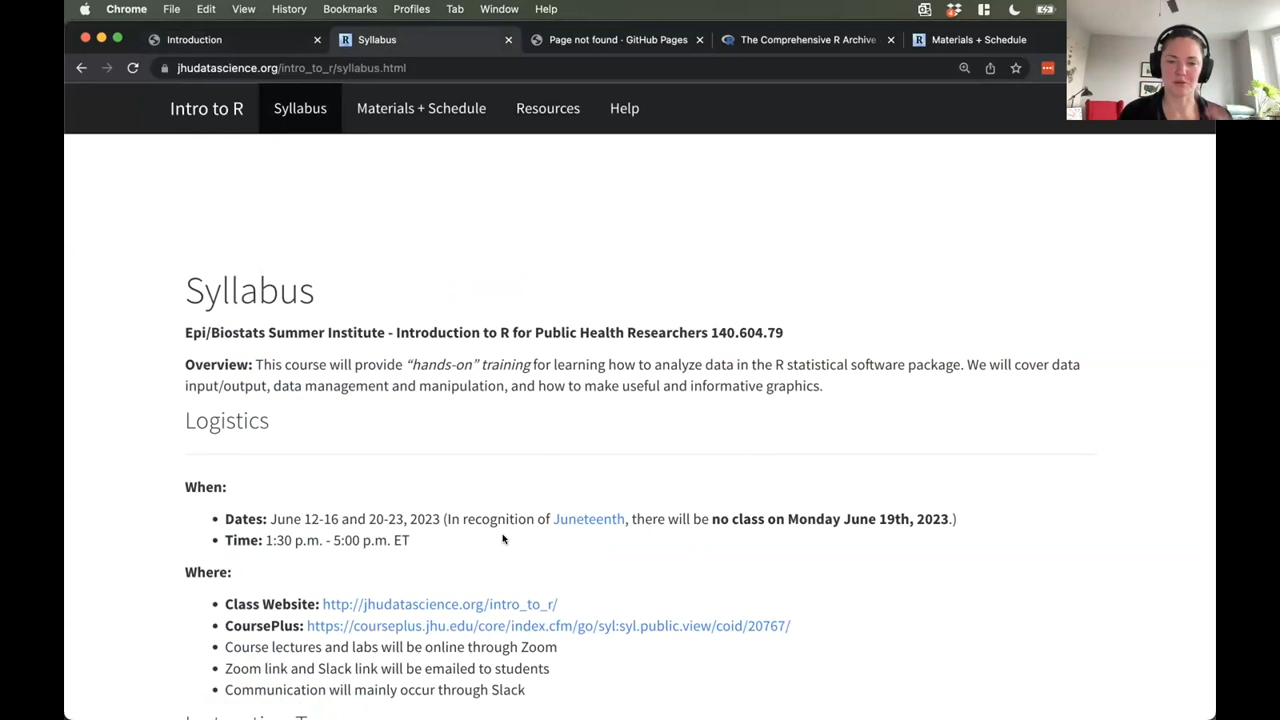 Chrome File Edit View History Bookmarks Profiles Tab Window Help
Introduction
Syllabus
Page not found · GitHub Pages
The Comprehensive R Archive
Materials + Schedule
jhudatascience.org/intro_to_r/syllabus.html
Intro to R Syllabus Materials + Schedule Resources Help
Syllabus
Epi/Biostats Summer Institute - Introduction to R for Public Health Researchers 140.604.79
Overview: This course will provide “hands-on” training for learning how to analyze data in the R statistical software package. We will cover data
input/output, data management and manipulation, and how to make useful and informative graphics.
Logistics
When:
• Dates: June 12-16 and 20-23, 2023 (In recognition of Juneteenth, there will be no class on Monday June 19th, 2023.)
• Time: 1:30 p.m. - 5:00 p.m. ET
Where:
• Class Website: http://jhudatascience.org/intro_to_r/
• CoursePlus: https://courseplus.jhu.edu/core/index.cfm/go/syl:syl.public.view/coid/20767/
• Course lectures and labs will be online through Zoom
• Zoom link and Slack link will be emailed to students
• Communication will mainly occur through Slack